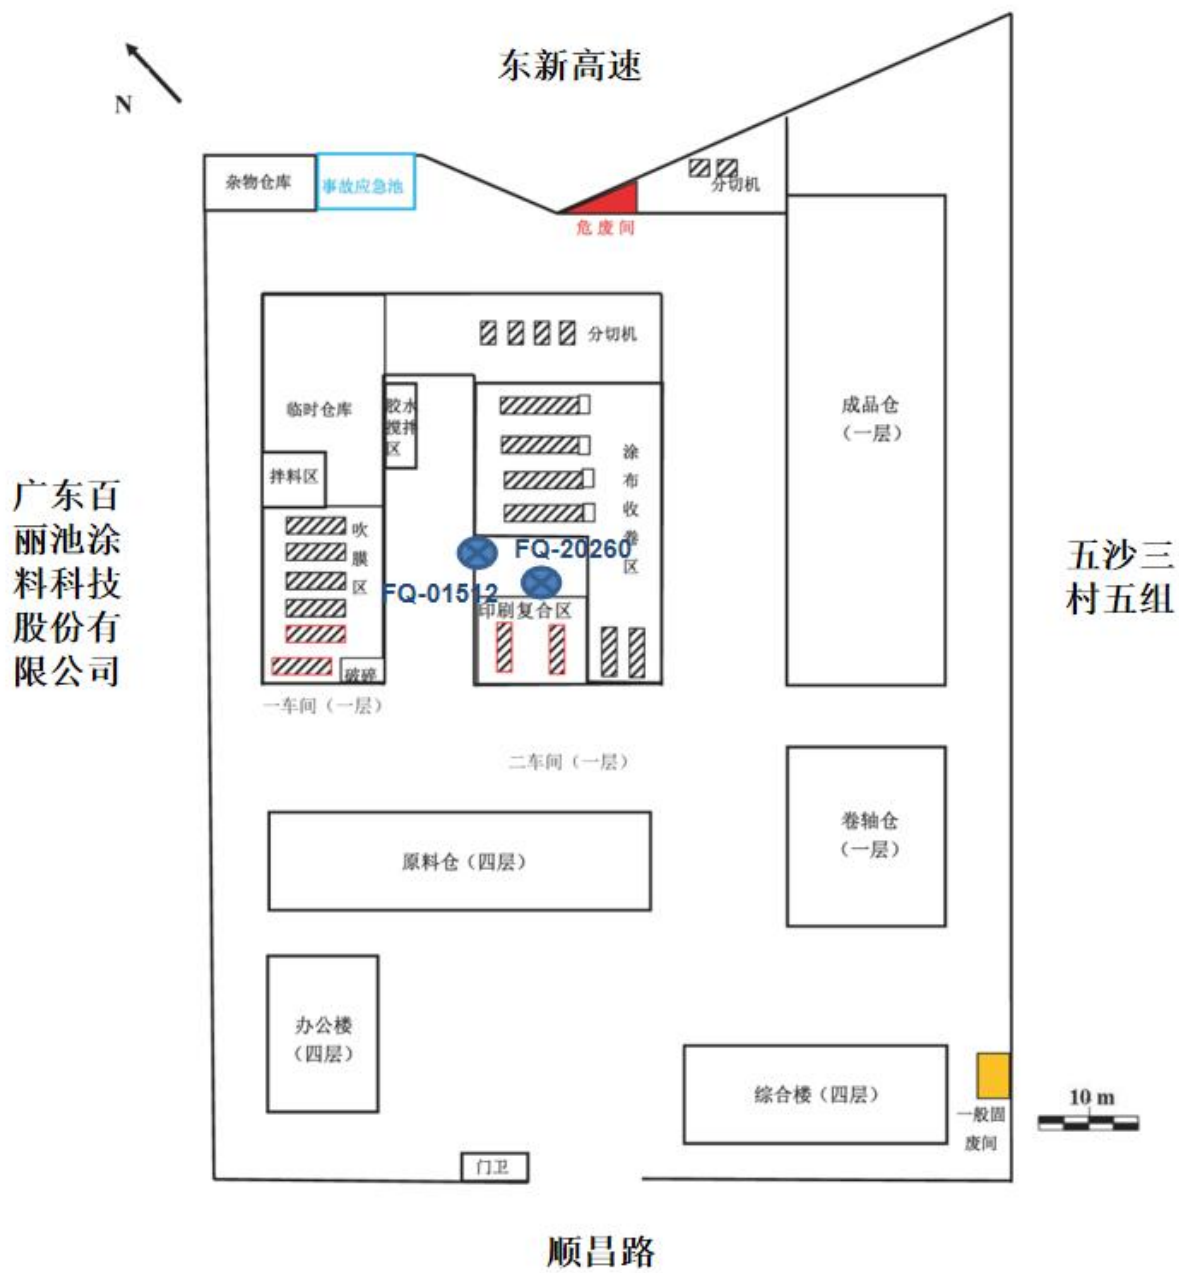 东新高速
N
杂物仓库
事故应急池
分切机
危废间
分切机
临时仓库
胶水
搅拌
区
拌料区
吹
膜
区
破碎
涂
布
收
卷
区
FQ-20260
FQ-01512
印刷复合区
成品仓
（一层）
广东百
丽池涂
料科技
股份有
限公司
五沙三
村五组
一车间（一层）
二车间（一层）
原料仓（四层）
卷轴仓
（一层）
办公楼
（四层）
综合楼（四层）
一般固
废间
10 m
门卫
顺昌路